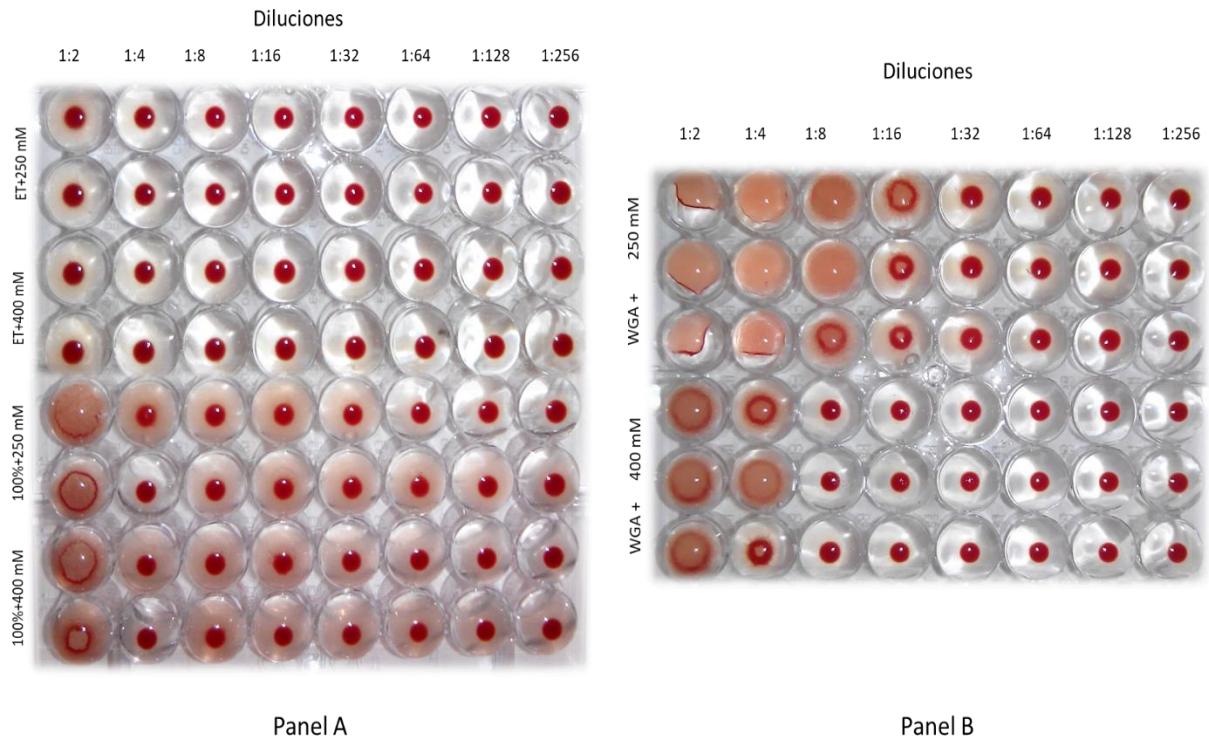 Diluciones
1:2 1:4 1:8 1:16 1:32 1:64 1:128 1:256
ET+250 mM
ET+400 mM
100%+250 mM
100%+400 mM
Panel A
Diluciones
1:2 1:4 1:8 1:16 1:32 1:64 1:128 1:256
WGA + 250 mM
WGA + 400 mM
Panel B